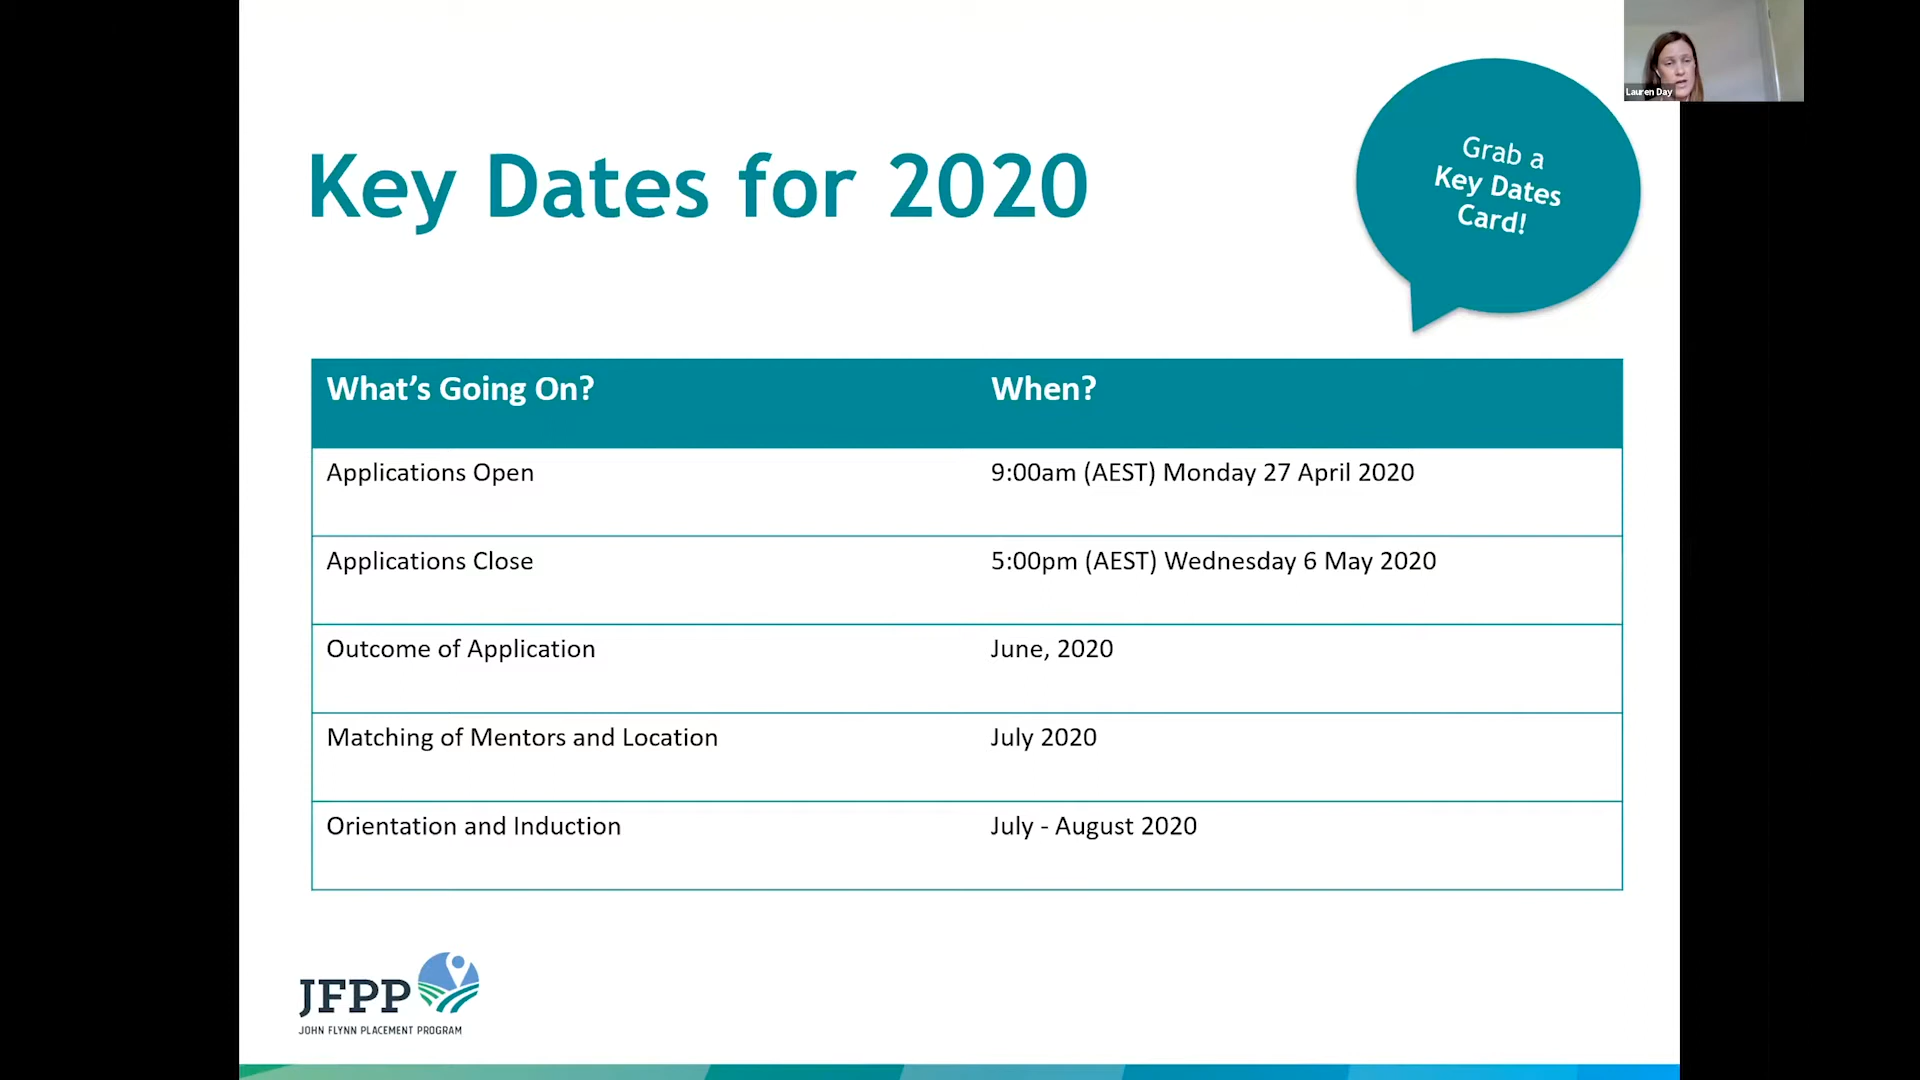 Lauren Day
Key Dates for 2020
Grab a
Key Dates
Card!
What’s Going On? When?
Applications Open 9:00am (AEST) Monday 27 April 2020
Applications Close 5:00pm (AEST) Wednesday 6 May 2020
Outcome of Application June, 2020
Matching of Mentors and Location July 2020
Orientation and Induction July - August 2020
JFPP
JOHN FLYNN PLACEMENT PROGRAM